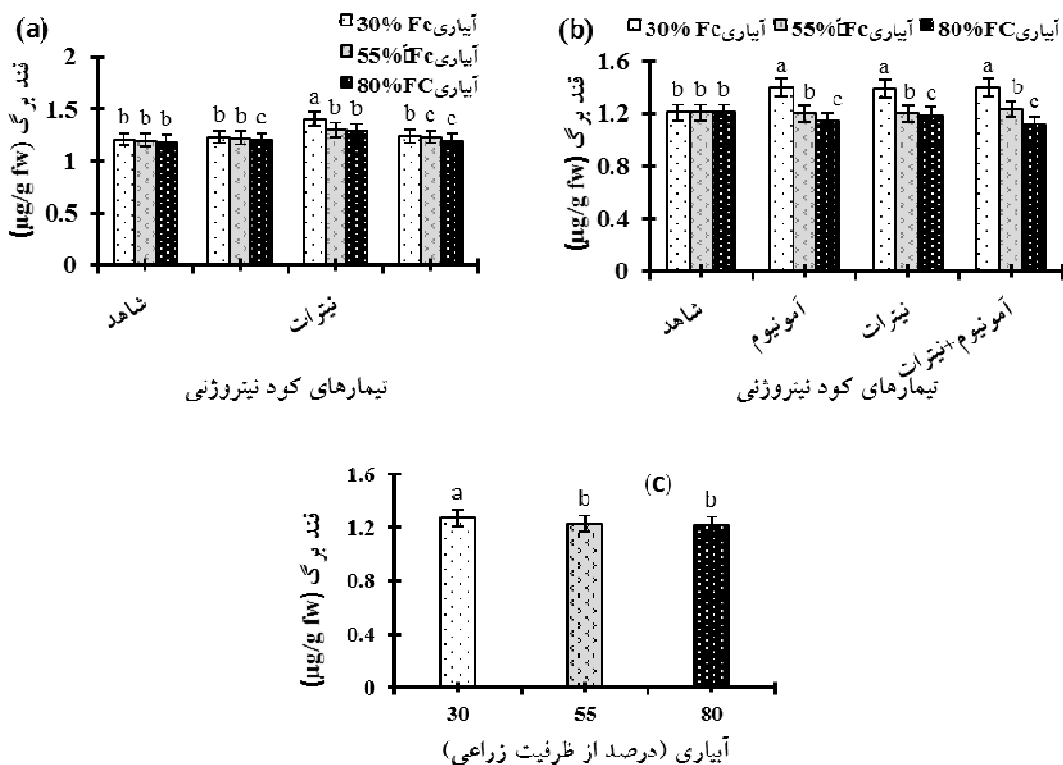 (a)
آبیاری 30% Fc
آبیاری 55% Fc
آبیاری 80%FC
قند برگ (µg/g fw)
2
1.5
1
0.5
0
b b b
b b c
a b b
b c c
شاهد
نیترات
تیمارهای کود نیتروژنی
(b)
آبیاری 30% Fc آبیاری 55% Fc آبیاری 80%FC
قند برگ (µg/g fw)
1.6
1.2
0.8
0.4
0
b b b
a b c
a b c
a b c
شاهد
آمونیوم
نیترات
آمونیوم+نیترات
تیمارهای کود نیتروژنی
(c)
قند برگ (µg/g fw)
1.6
1.2
0.8
0.4
0
a
b
b
30 55 80
آبیاری (درصد از ظرفیت زراعی)